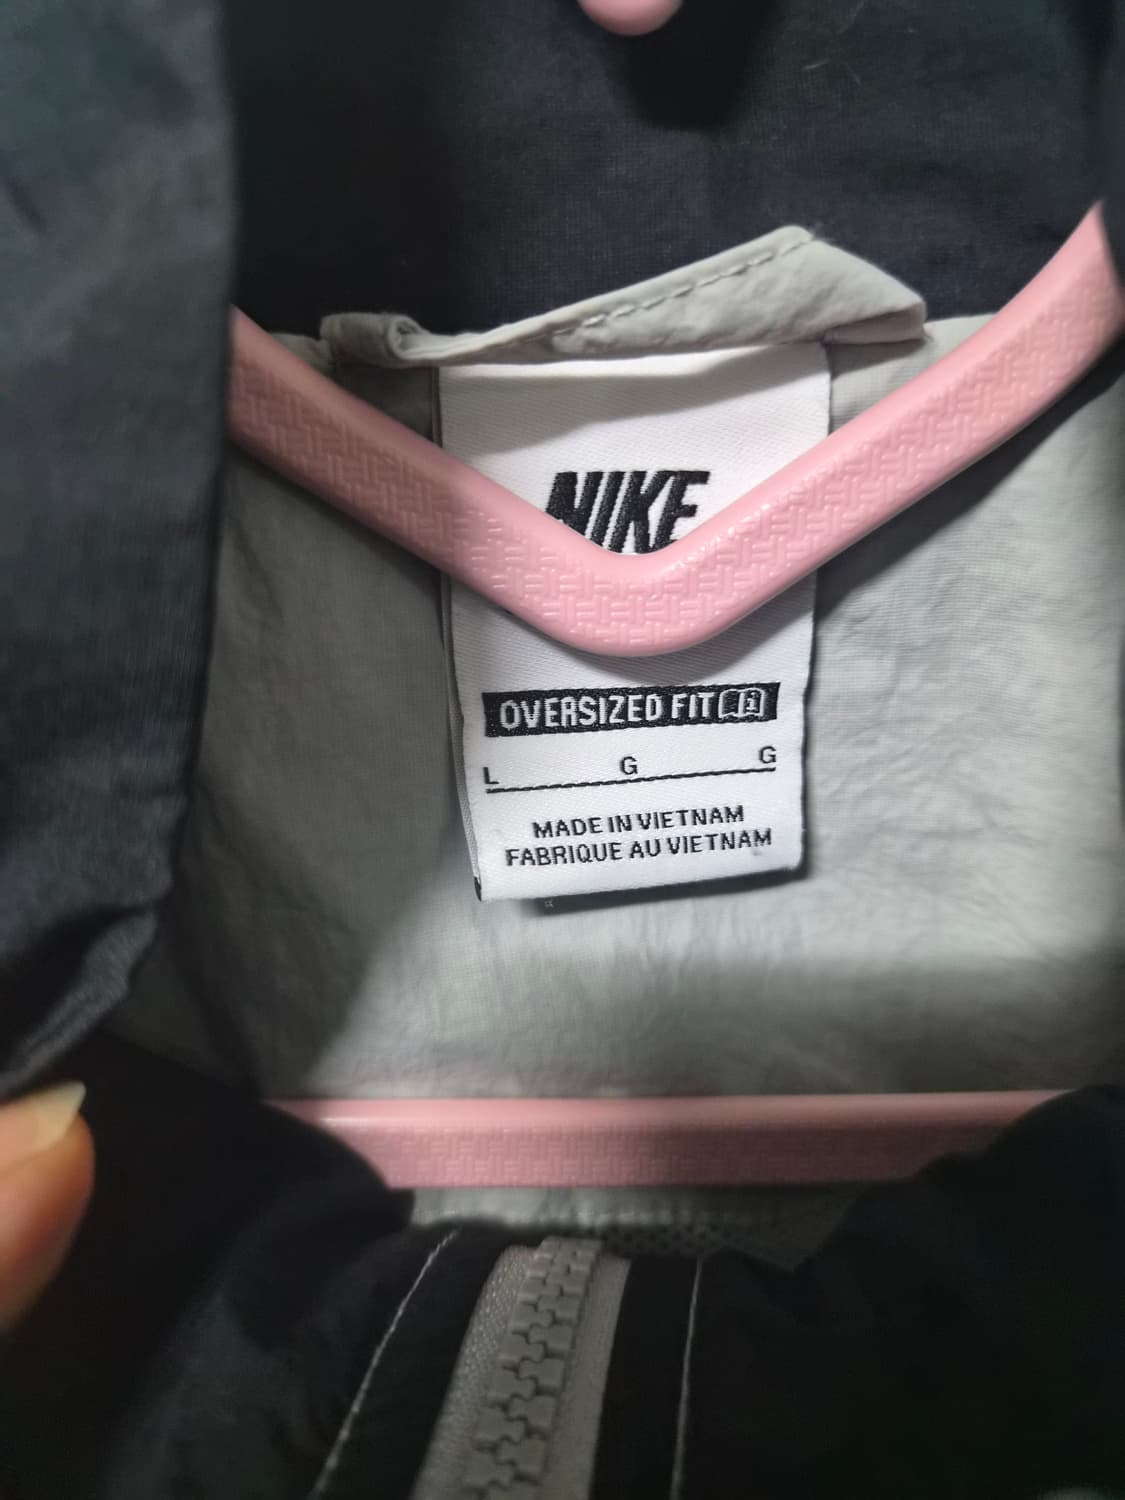 NIKE
OVERSIZED FIT
L G G
MADE IN VIETNAM
FABRIQUE AU VIETNAM